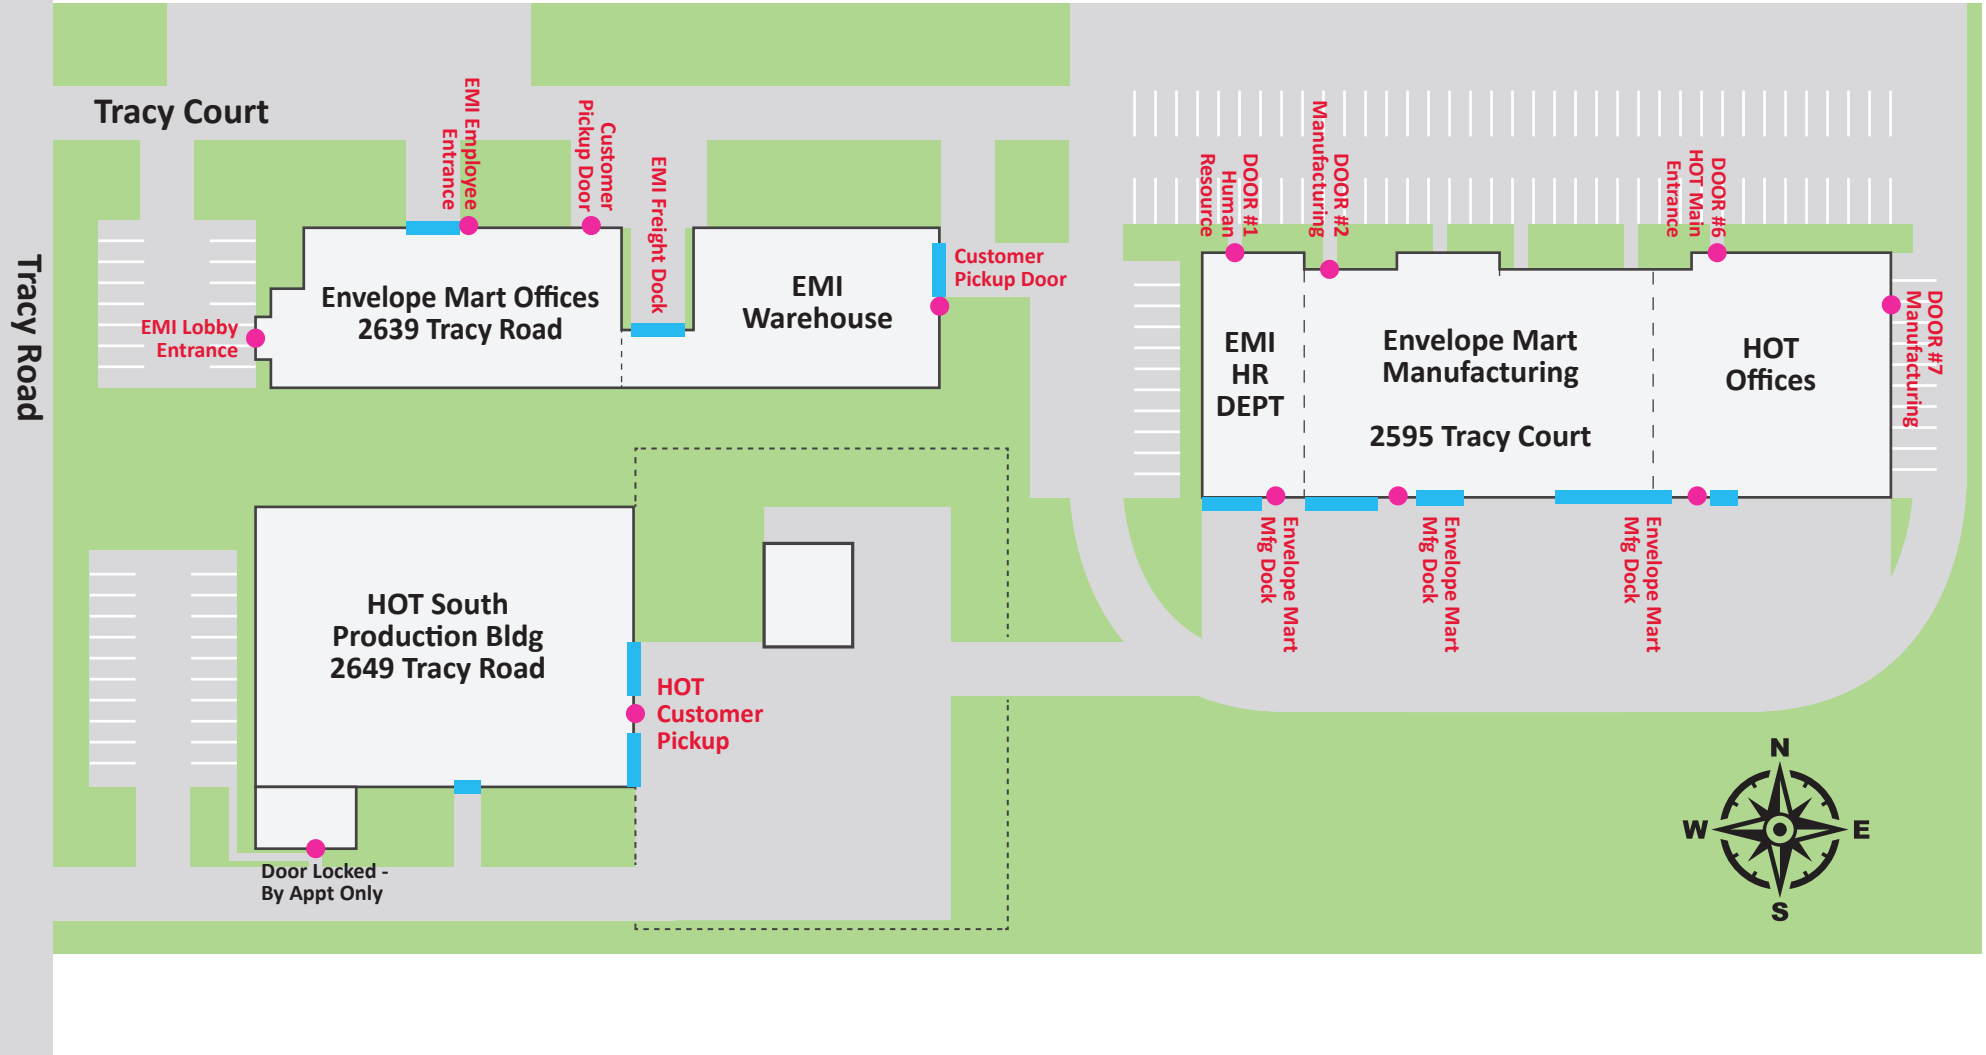 Tracy Court
Tracy Road
EMI Employee
Entrance
Customer
Pickup Door
EMI Freight Dock
Envelope Mart Offices
2639 Tracy Road
EMI
Warehouse
Customer
Pickup Door
EMI Lobby
Entrance
DOOR #1
Human
Resource
DOOR #2
Manufacturing
DOOR #6
HOT Main
Entrance
DOOR #7
Manufacturing
EMI
HR
DEPT
Envelope Mart
Manufacturing
2595 Tracy Court
HOT
Offices
Envelope Mart
Mfg Dock
Envelope Mart
Mfg Dock
Envelope Mart
Mfg Dock
HOT South
Production Bldg
2649 Tracy Road
HOT
Customer
Pickup
Door Locked -
By Appt Only
N
W
E
S